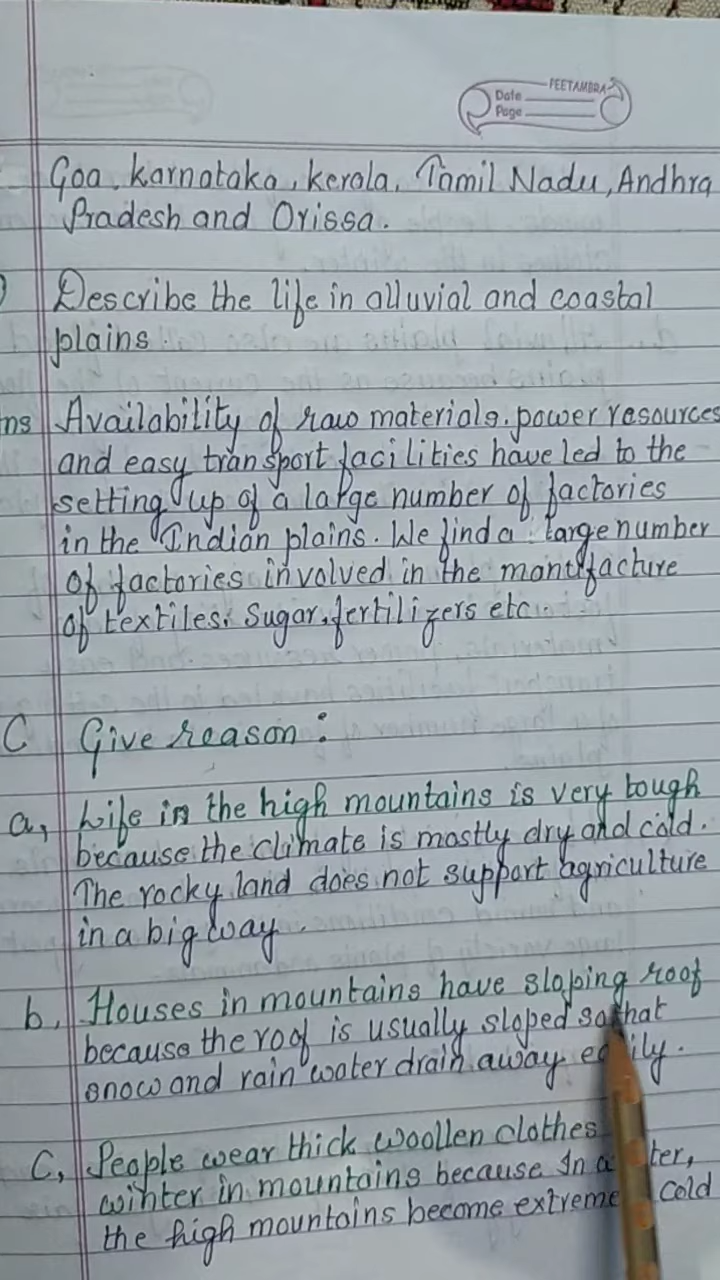 PEETAMBRA
Date
Page
Goa, Karnataka, Kerala, Tamil Nadu, Andhra
Pradesh and Orissa.
Describe the life in alluvial and coastal
plains.
ns Availability of raw materials, power resources
and easy transport facilities have led to the
setting up of a large number of factories
in the Indian plains. We find a large number
of factories involved in the
of textiles, sugar, fertilizers etc.
C Give reason :
a, Life in the high mountains is very tough
because the climate is mostly dry and cold.
The rocky land does not support agriculture
in a big way.
b, Houses in mountains have sloping roof
because the roof is usually sloped so that
snow and rain water drain away
C, People wear thick woollen clothes
winter in mountains because In
the high mountains become cold